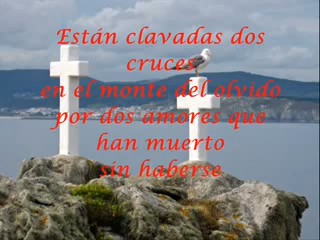 Están clavadas dos
cruces
en el monte del olvido
por dos amores que
han muerto
sin haberse